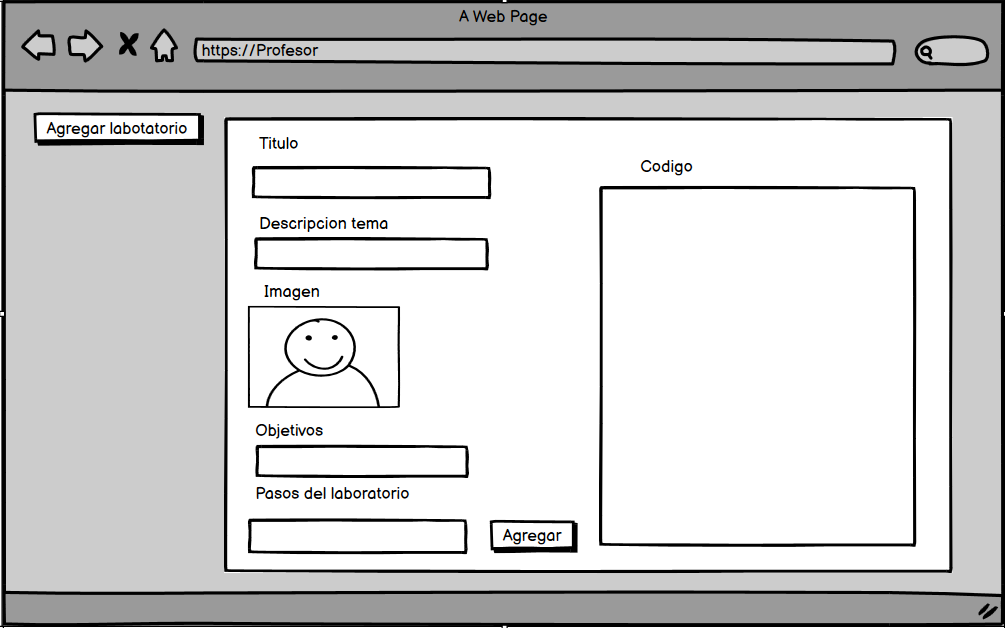 A Web Page
https://Profesor
Agregar labotatorio
Titulo
Codigo
Descripcion tema
Imagen
Objetivos
Pasos del laboratorio
Agregar